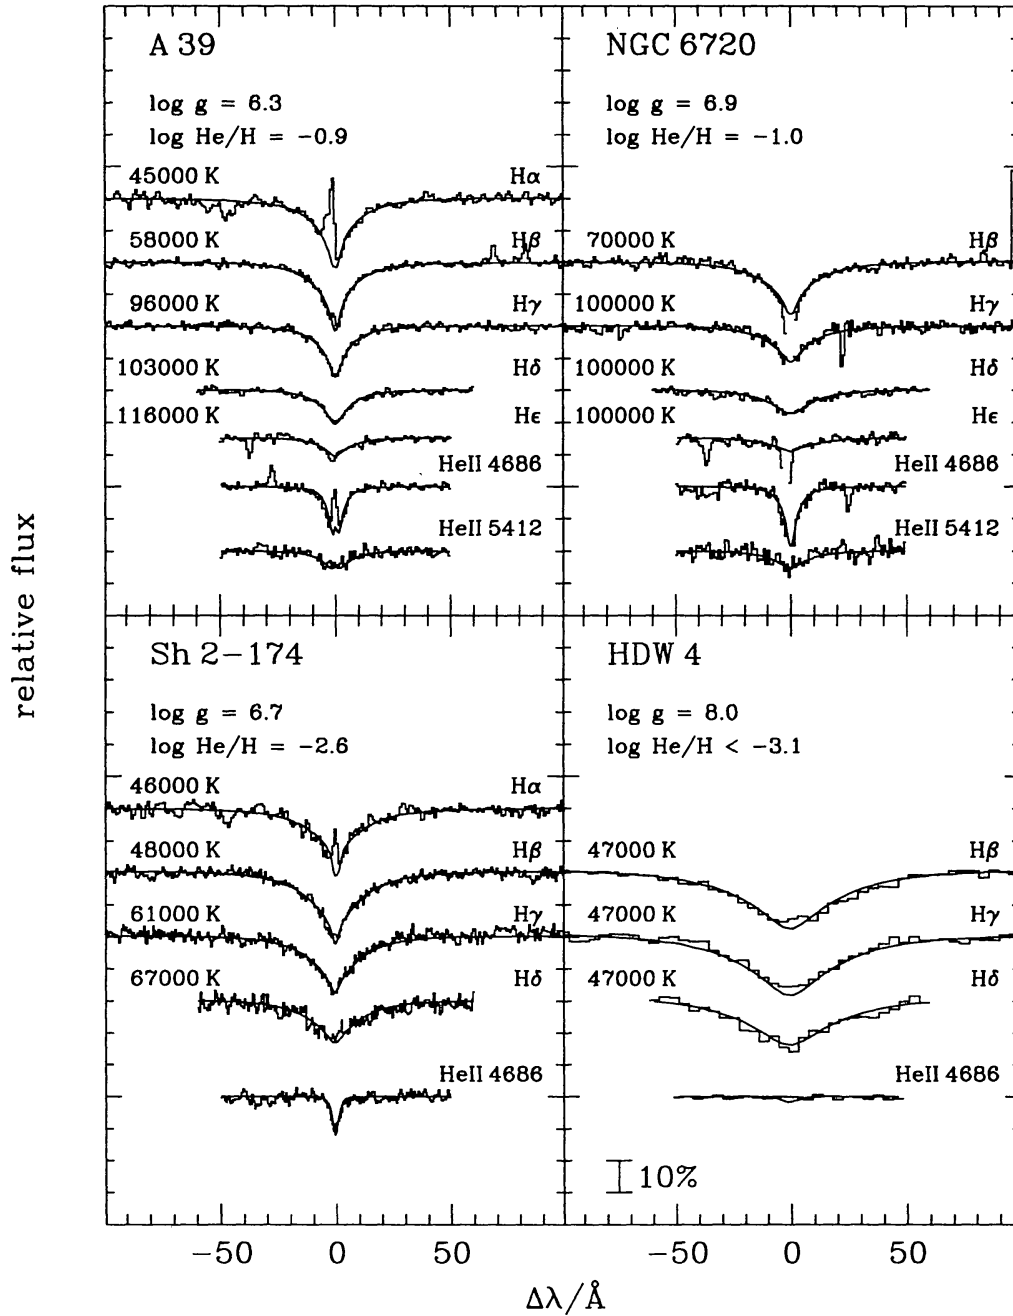 A 39
log g = 6.3
log He/H = −0.9
45000 K Hα
58000 K Hβ
96000 K Hγ
103000 K Hδ
116000 K Hϵ
HeII 4686
HeII 5412
NGC 6720
log g = 6.9
log He/H = −1.0
70000 K Hβ
100000 K Hγ
100000 K Hδ
100000 K Hϵ
HeII 4686
HeII 5412
Sh 2−174
log g = 6.7
log He/H = −2.6
46000 K Hα
48000 K Hβ
61000 K Hγ
67000 K Hδ
HeII 4686
HDW 4
log g = 8.0
log He/H < −3.1
47000 K Hβ
47000 K Hγ
47000 K Hδ
HeII 4686
10%
−50 0 50
−50 0 50
Δλ/Å
relative flux